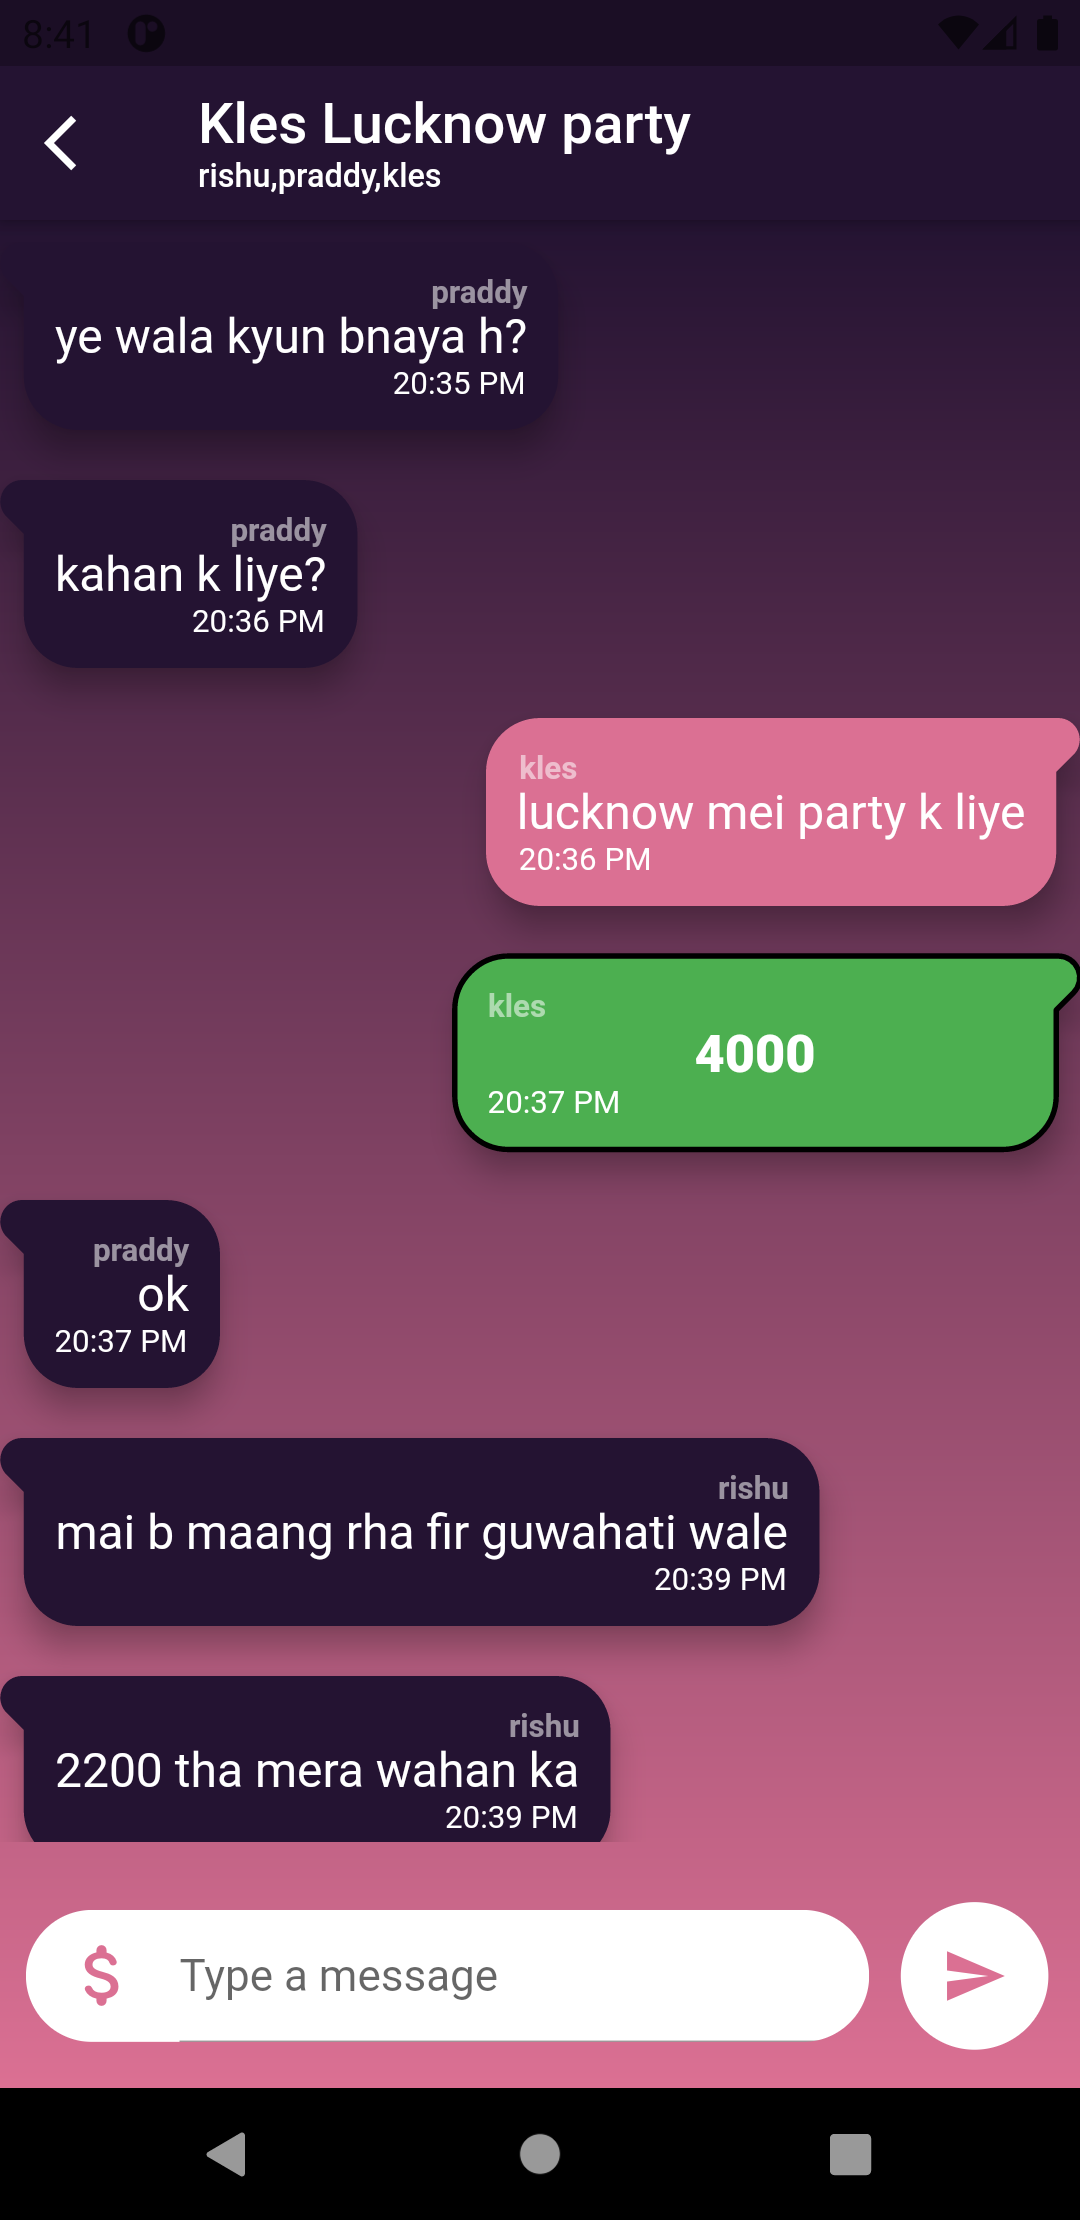 8:41
Kles Lucknow party
rishu,praddy,kles
praddy
ye wala kyun bnaya h?
20:35 PM
praddy
kahan k liye?
20:36 PM
kles
lucknow mei party k liye
20:36 PM
kles
4000
20:37 PM
praddy
ok
20:37 PM
rishu
mai b maang rha fir guwahati wale
20:39 PM
rishu
2200 tha mera wahan ka
20:39 PM
$ Type a message